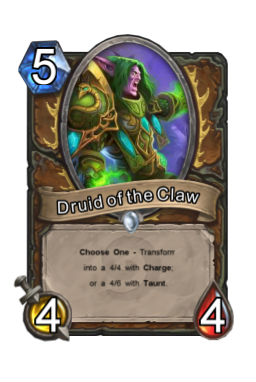 5
Druid of the Claw
Choose One - Transform
into a 4/4 with Charge;
or a 4/6 with Taunt.
4
4